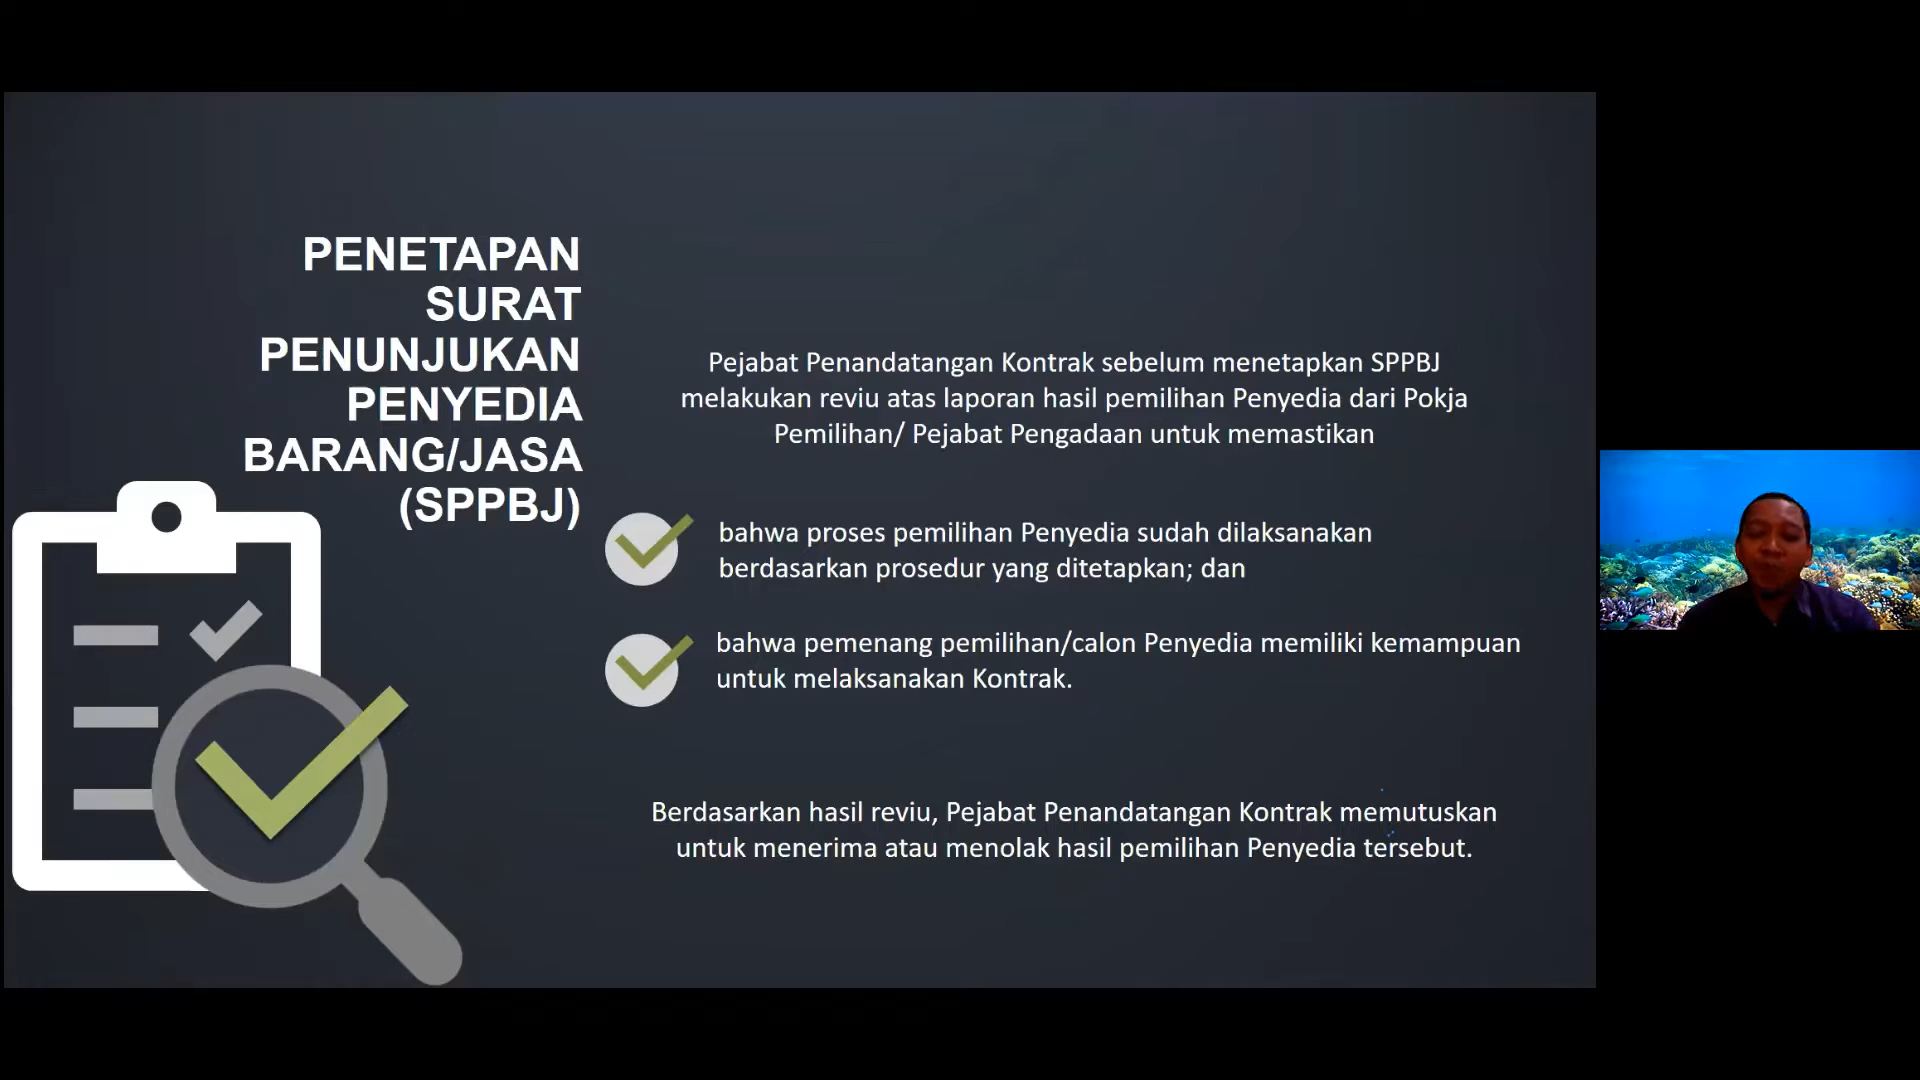 PENETAPAN
SURAT
PENUNJUKAN
PENYEDIA
BARANG/JASA
(SPPBJ)
Pejabat Penandatangan Kontrak sebelum menetapkan SPPBJ
melakukan reviu atas laporan hasil pemilihan Penyedia dari Pokja
Pemilihan/ Pejabat Pengadaan untuk memastikan
bahwa proses pemilihan Penyedia sudah dilaksanakan
berdasarkan prosedur yang ditetapkan; dan
bahwa pemenang pemilihan/calon Penyedia memiliki kemampuan
untuk melaksanakan Kontrak.
Berdasarkan hasil reviu, Pejabat Penandatangan Kontrak memutuskan
untuk menerima atau menolak hasil pemilihan Penyedia tersebut.